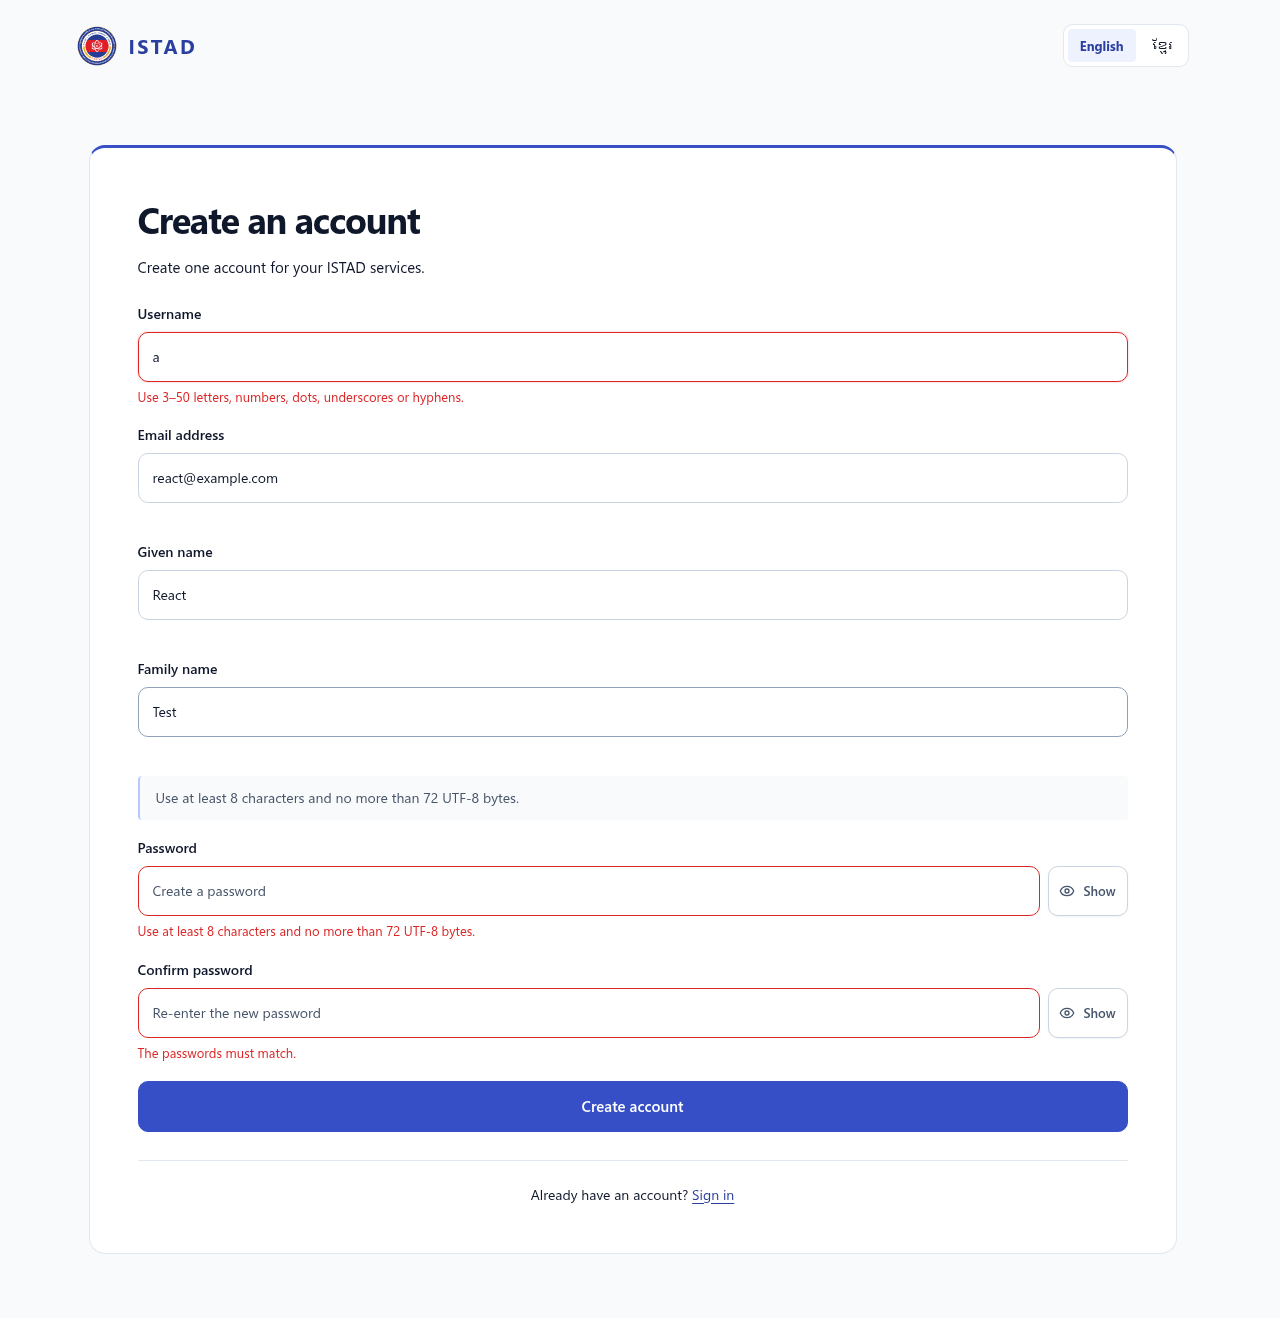 ISTAD
English
ខ្មែរ
Create an account
Create one account for your ISTAD services.
Username
a
Use 3–50 letters, numbers, dots, underscores or hyphens.
Email address
react@example.com
Given name
React
Family name
Test
Use at least 8 characters and no more than 72 UTF-8 bytes.
Password
Create a password
Show
Use at least 8 characters and no more than 72 UTF-8 bytes.
Confirm password
Re-enter the new password
Show
The passwords must match.
Create account
Already have an account? Sign in